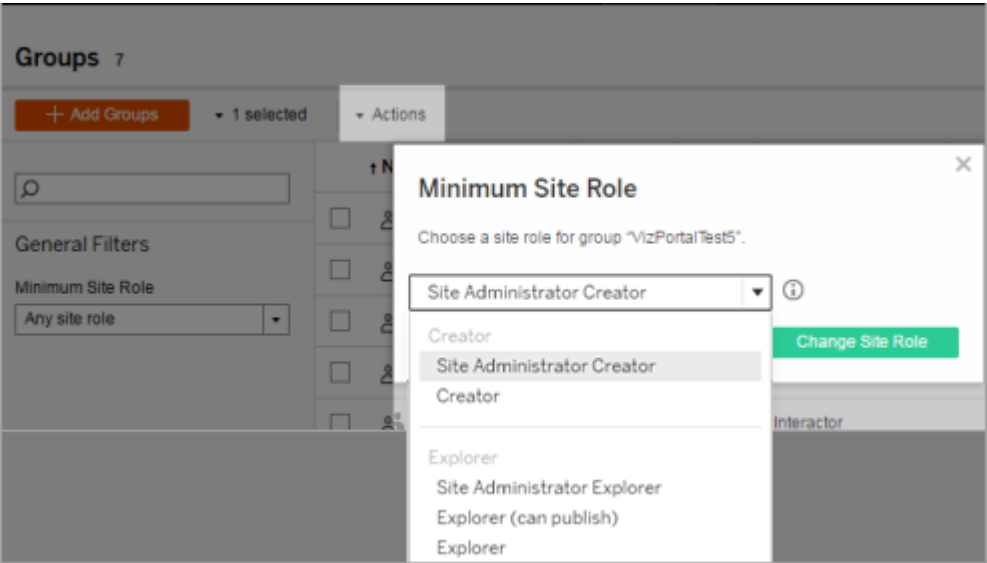 Groups 7
+ Add Groups
1 selected
Actions
General Filters
Minimum Site Role
Any site role
↑ N
Minimum Site Role
Choose a site role for group "VizPortalTest5".
Site Administrator Creator
Change Site Role
Creator
Site Administrator Creator
Creator
Explorer
Site Administrator Explorer
Explorer (can publish)
Explorer
Interactor